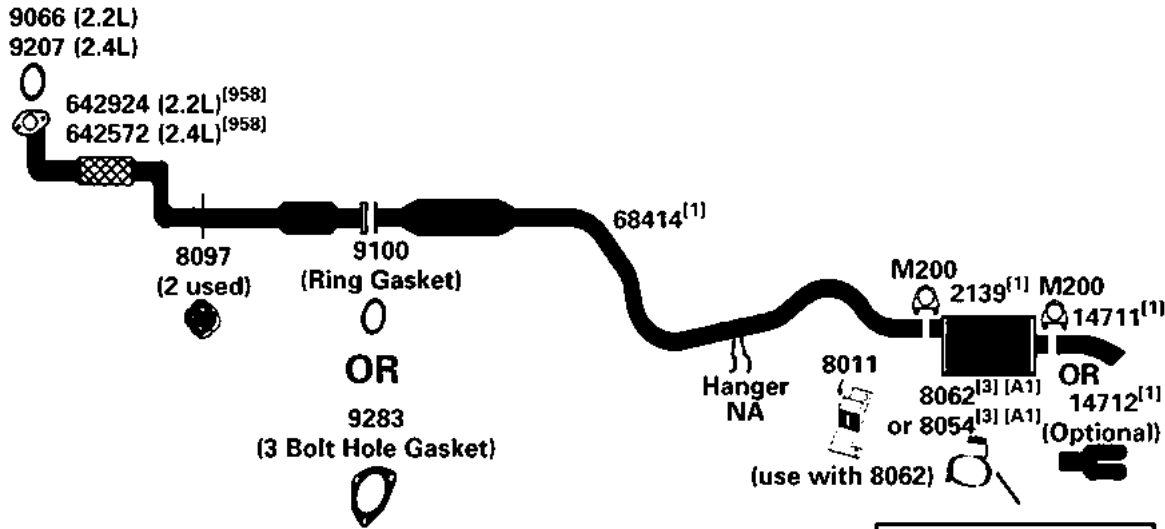 9066 (2.2L)
9207 (2.4L)
642924 (2.2L)[958]
642572 (2.4L)[958]
68414[1]
8097
(2 used)
9100
(Ring Gasket)
OR
9283
(3 Bolt Hole Gasket)
Hanger
NA
M200
2139[1]
M200
14711[1]
OR
14712[1]
(Optional)
8011
8062[3] [A1]
or 8054[3] [A1]
(use with 8062)